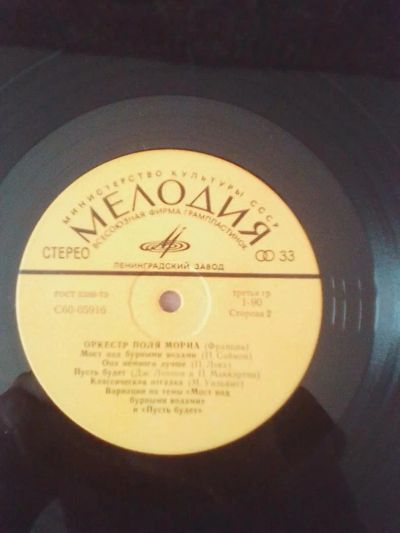 МИНИСТЕРСТВО КУЛЬТУРЫ СССР
МЕЛОДИЯ
ВСЕСОЮЗНАЯ ФИРМА ГРАМПЛАСТИНОК
СТЕРЕО
33
ЛЕНИНГРАДСКИЙ ЗАВОД
ГОСТ 5289-73
третья гр
С60-05916
1-90
Сторона 2
ОРКЕСТР ПОЛЯ МОРИА (Франция)
Мост над бурными водами (П. Саймон)
Она немного лучше (П. Лека)
Пусть будет (Дж. Леннон и П. Маккартни)
Классическая отгадка (М. Уильямс)
Вариации на темы «Мост над
бурными водами»
и «Пусть будет»